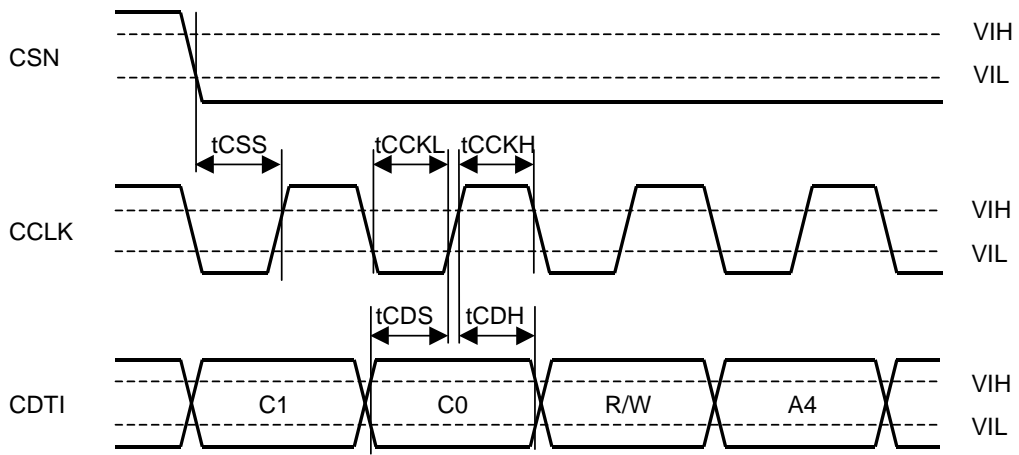 CSN
VIH
VIL
tCSS
tCCKL
tCCKH
CCLK
VIH
VIL
tCDS
tCDH
CDTI
C1
C0
R/W
A4
VIH
VIL